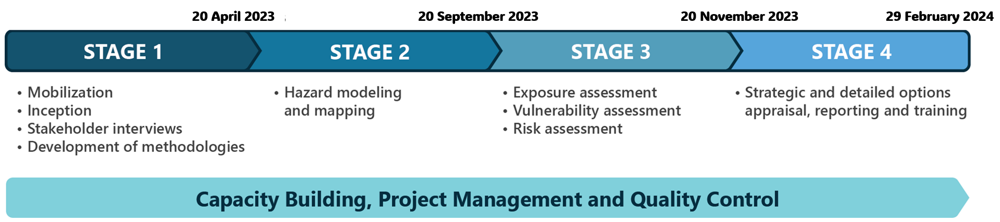 20 April 2023
20 September 2023
20 November 2023
29 February 2024
STAGE 1
STAGE 2
STAGE 3
STAGE 4
• Mobilization
• Inception
• Stakeholder interviews
• Development of methodologies
• Hazard modeling
and mapping
• Exposure assessment
• Vulnerability assessment
• Risk assessment
• Strategic and detailed options
appraisal, reporting and training
Capacity Building, Project Management and Quality Control